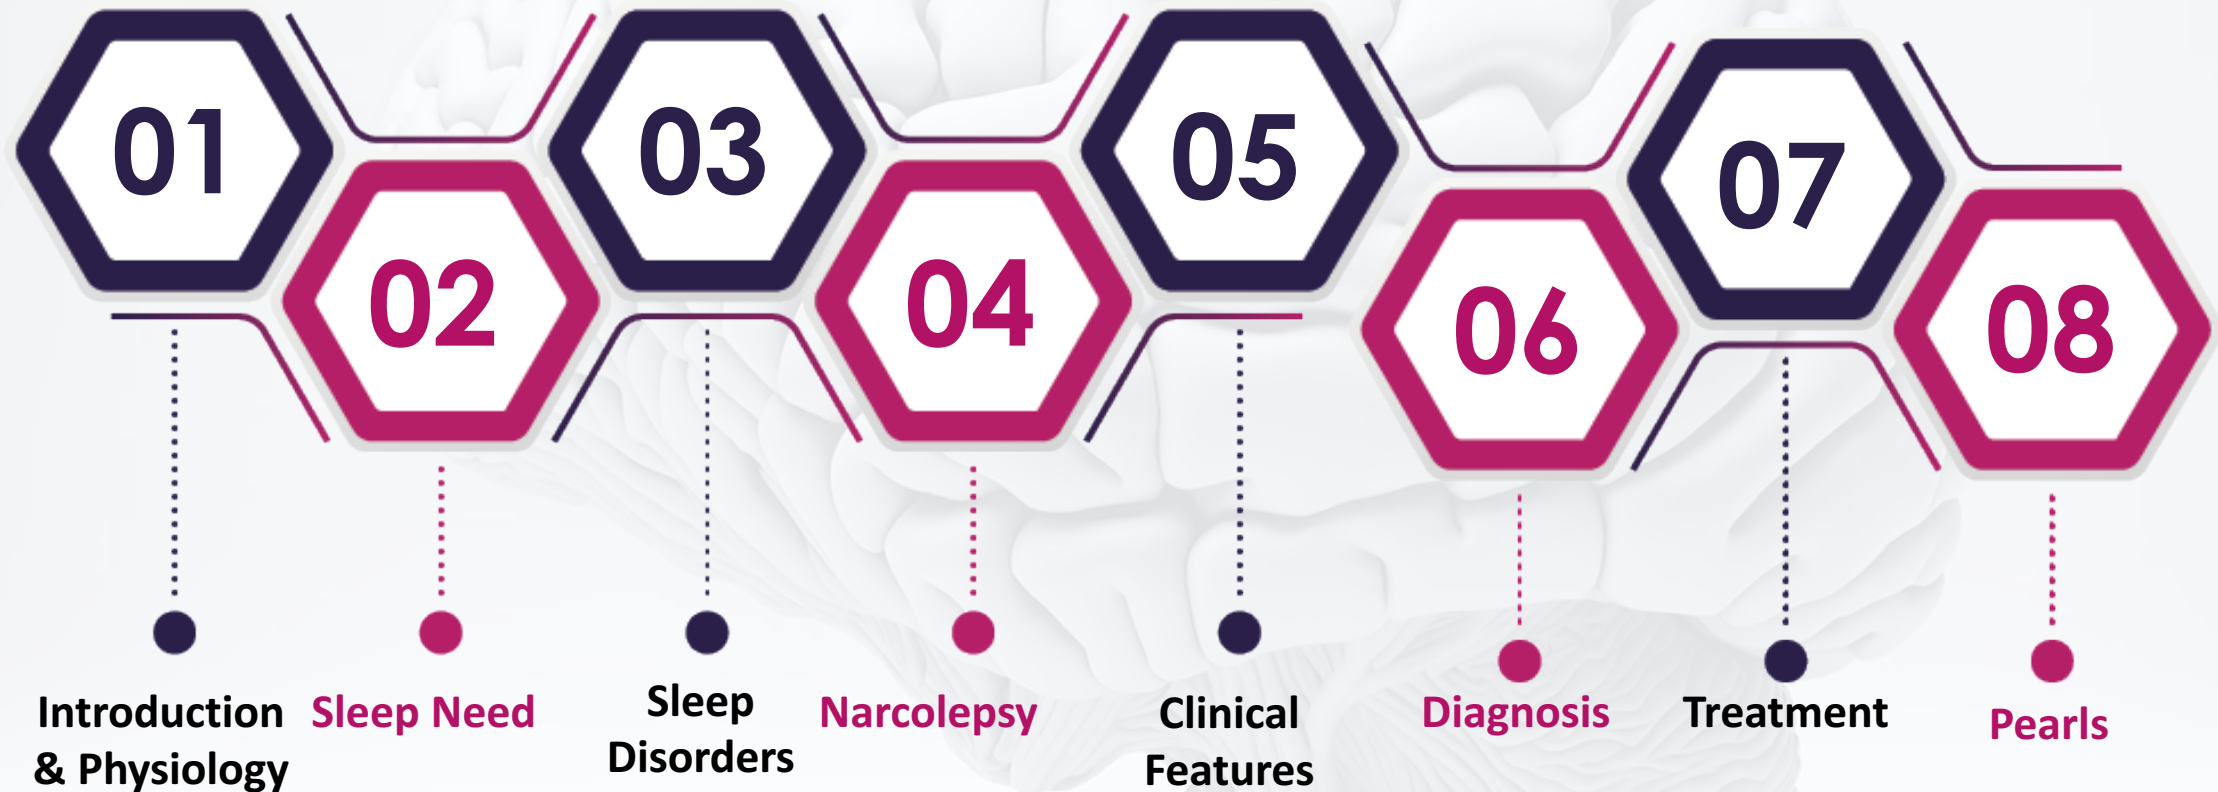 01
02
03
04
05
06
07
08
Introduction
& Physiology
Sleep Need
Sleep
Disorders
Narcolepsy
Clinical
Features
Diagnosis
Treatment
Pearls